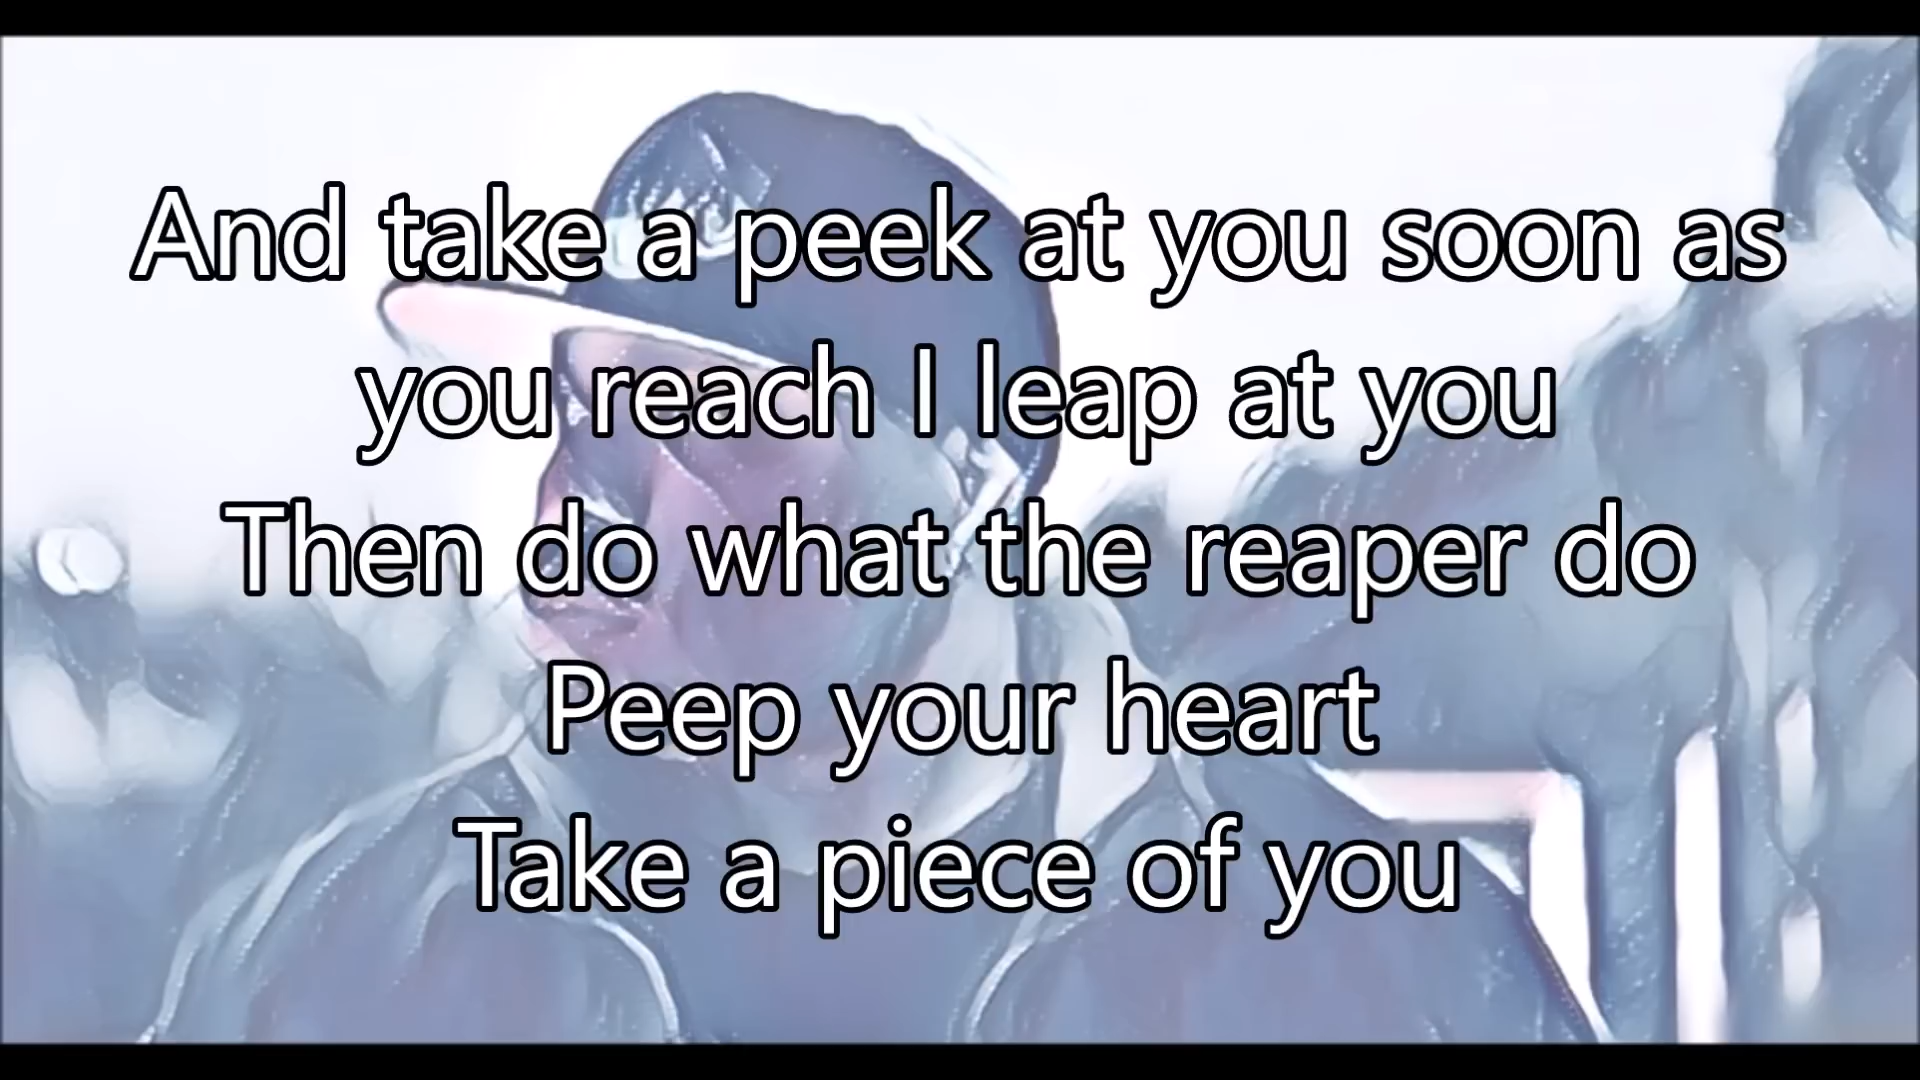 And take a peek at you soon as
you reach I leap at you
Then do what the reaper do
Peep your heart
Take a piece of you